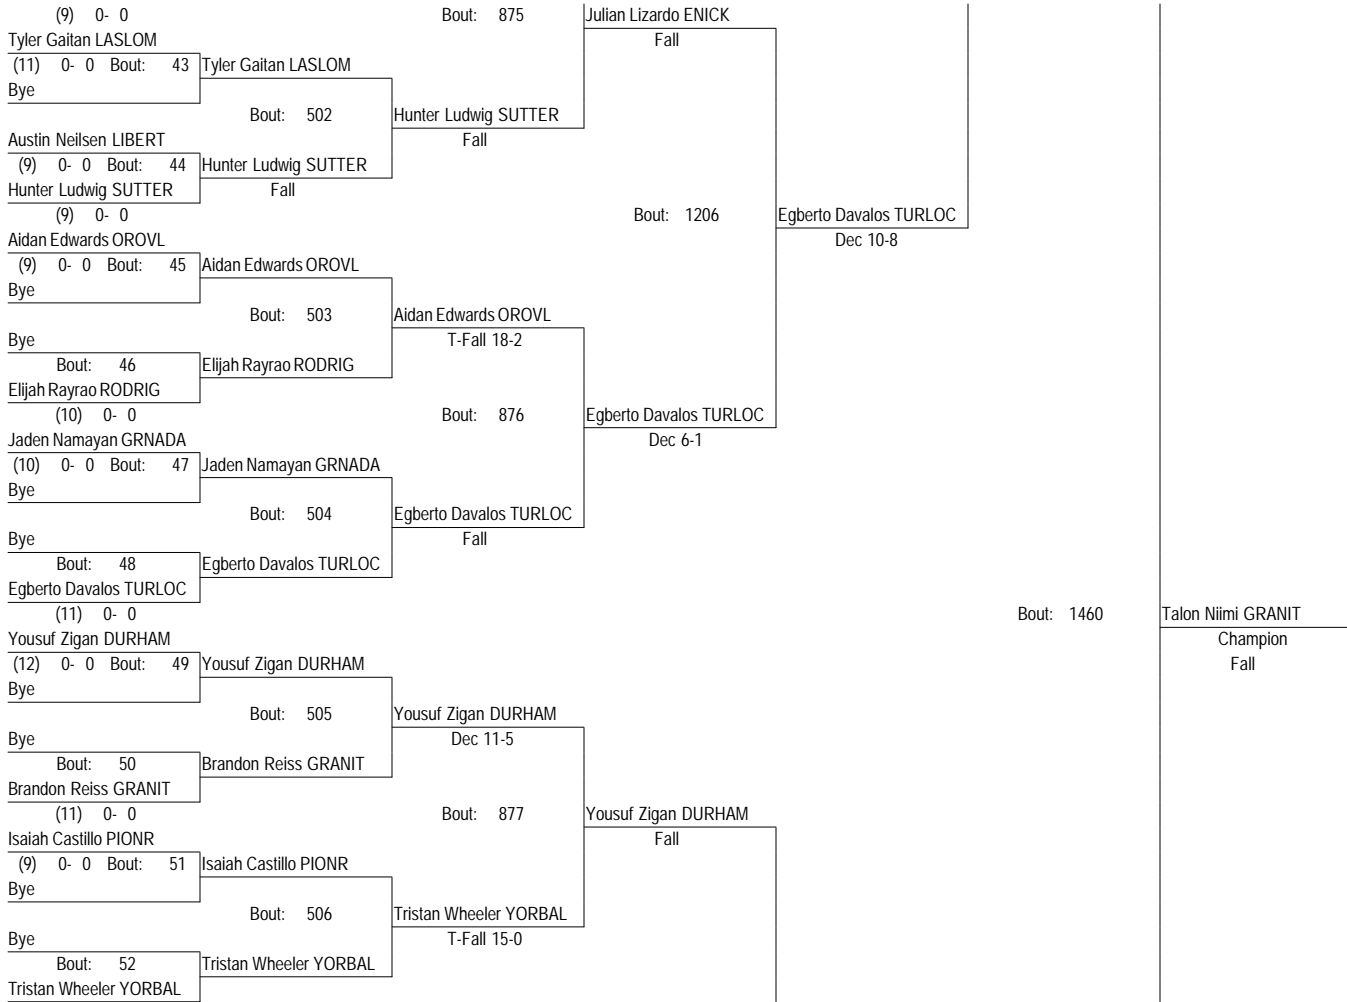 (9) 0- 0 Bout: 875 Julian Lizardo ENICK
Tyler Gaitan LASLOM Fall
(11) 0- 0 Bout: 43 Tyler Gaitan LASLOM
Bye
Bout: 502 Hunter Ludwig SUTTER
Austin Neilsen LIBERT Fall
(9) 0- 0 Bout: 44 Hunter Ludwig SUTTER
Hunter Ludwig SUTTER Fall
(9) 0- 0 Bout: 1206 Egberto Davalos TURLOC
Aidan Edwards OROVL Dec 10-8
(9) 0- 0 Bout: 45 Aidan Edwards OROVL
Bye
Bout: 503 Aidan Edwards OROVL
Bye T-Fall 18-2
Bout: 46 Elijah Rayrao RODRIG
Elijah Rayrao RODRIG
(10) 0- 0 Bout: 876 Egberto Davalos TURLOC
Jaden Namayan GRNADA Dec 6-1
(10) 0- 0 Bout: 47 Jaden Namayan GRNADA
Bye
Bout: 504 Egberto Davalos TURLOC
Bye Fall
Bout: 48 Egberto Davalos TURLOC
Egberto Davalos TURLOC
(11) 0- 0 Bout: 1460 Talon Niimi GRANIT
Yousuf Zigan DURHAM Champion
(12) 0- 0 Bout: 49 Yousuf Zigan DURHAM Fall
Bye
Bout: 505 Yousuf Zigan DURHAM
Bye Dec 11-5
Bout: 50 Brandon Reiss GRANIT
Brandon Reiss GRANIT
(11) 0- 0 Bout: 877 Yousuf Zigan DURHAM
Isaiah Castillo PIONR Fall
(9) 0- 0 Bout: 51 Isaiah Castillo PIONR
Bye
Bout: 506 Tristan Wheeler YORBAL
Bye T-Fall 15-0
Bout: 52 Tristan Wheeler YORBAL
Tristan Wheeler YORBAL